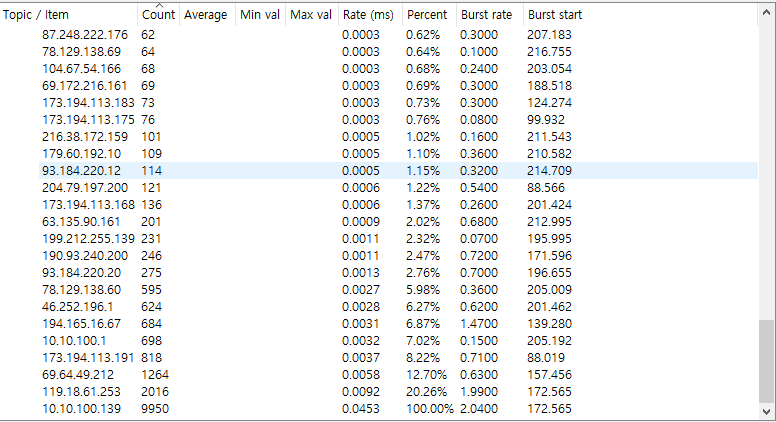 Topic / Item Count Average Min val Max val Rate (ms) Percent Burst rate Burst start
87.248.222.176 62 0.0003 0.62% 0.3000 207.183
78.129.138.69 64 0.0003 0.64% 0.1000 216.755
104.67.54.166 68 0.0003 0.68% 0.2400 203.054
69.172.216.161 69 0.0003 0.69% 0.3000 188.518
173.194.113.183 73 0.0003 0.73% 0.3000 124.274
173.194.113.175 76 0.0003 0.76% 0.0800 99.932
216.38.172.159 101 0.0005 1.02% 0.1600 211.543
179.60.192.10 109 0.0005 1.10% 0.3600 210.582
93.184.220.12 114 0.0005 1.15% 0.3200 214.709
204.79.197.200 121 0.0006 1.22% 0.5400 88.566
173.194.113.168 136 0.0006 1.37% 0.2600 201.424
63.135.90.161 201 0.0009 2.02% 0.6800 212.995
199.212.255.139 231 0.0011 2.32% 0.0700 195.995
190.93.240.200 246 0.0011 2.47% 0.7200 171.596
93.184.220.20 275 0.0013 2.76% 0.7000 196.655
78.129.138.60 595 0.0027 5.98% 0.3600 205.009
46.252.196.1 624 0.0028 6.27% 0.6200 201.462
194.165.16.67 684 0.0031 6.87% 1.4700 139.280
10.10.100.1 698 0.0032 7.02% 0.1500 205.192
173.194.113.191 818 0.0037 8.22% 0.7100 88.019
69.64.49.212 1264 0.0058 12.70% 0.6300 157.456
119.18.61.253 2016 0.0092 20.26% 1.9900 172.565
10.10.100.139 9950 0.0453 100.00% 2.0400 172.565